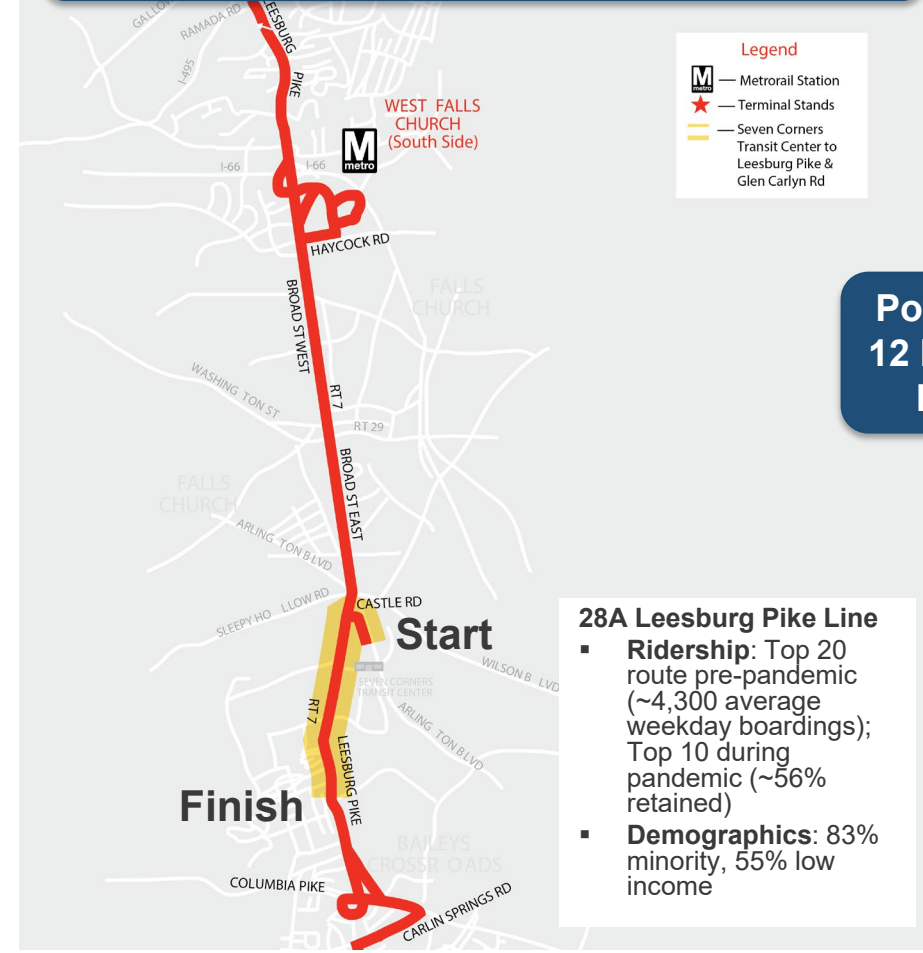 GALLOW
RAMADA RD
LEESBURG
PIKE
I-495
Legend
M metro — Metrorail Station
— Terminal Stands
— Seven Corners
Transit Center to
Leesburg Pike &
Glen Carlyn Rd
WEST FALLS
CHURCH
(South Side)
M
metro
I-66
I-66
HAYCOCK RD
FALLS
CHURCH
BROAD ST WEST
Po
12
WASHING TON ST
RT 7
RT 29
BROAD ST EAST
FALLS
CHURCH
ARLING TON BLVD
SLEEPY HO LLOW RD
CASTLE RD
Start
WILSON B LVD
SEVEN CORNERS
TRANSIT CENTER
ARLING TON BLVD
RT 7
LEESBURG PIKE
Finish
BAILEYS
CROSSR OADS
COLUMBIA PIKE
CARLIN SPRINGS RD
28A Leesburg Pike Line
▪ Ridership: Top 20
route pre-pandemic
(~4,300 average
weekday boardings);
Top 10 during
pandemic (~56%
retained)
▪ Demographics: 83%
minority, 55% low
income